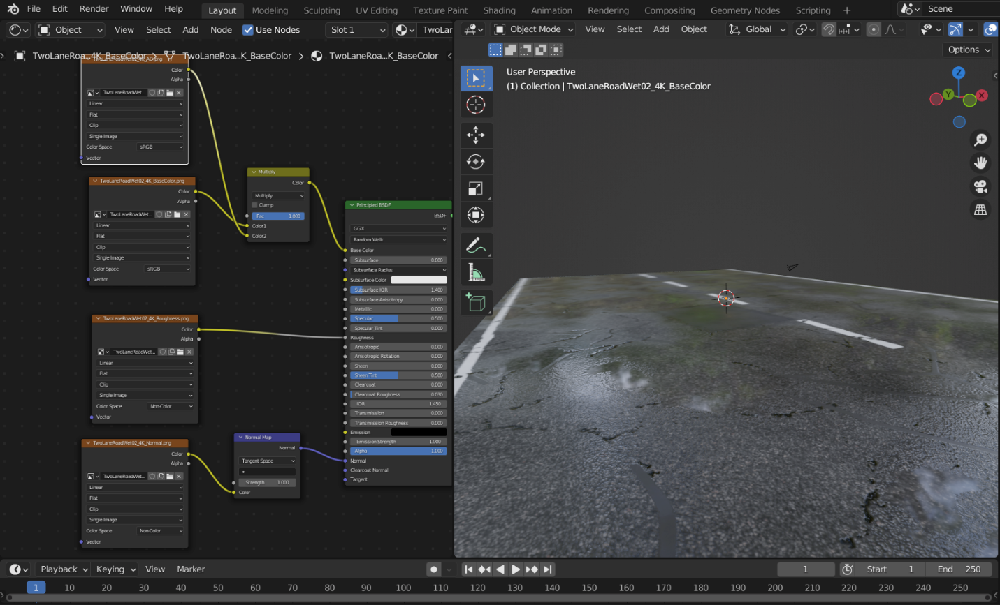 File Edit Render Window Help Layout Modeling Sculpting UV Editing Texture Paint Shading Animation Rendering Compositing Geometry Nodes Scripting + Scene
Object View Select Add Node Use Nodes Slot 1 TwoLar
Object Mode View Select Add Object Global
Options
TwoLaneRoa..._4K_BaseColor > TwoLaneRoa...K_BaseColor > TwoLaneRoa...K_BaseColor
TwoLaneRoadWet02_4K_AO.png
Color
Alpha
TwoLaneRoadWet...
Linear
Flat
Clip
Single Image
Color Space sRGB
Vector
TwoLaneRoadWet02_4K_BaseColor.png
Color
Alpha
TwoLaneRoadWet...
Linear
Flat
Clip
Single Image
Color Space sRGB
Vector
Multiply
Color
Multiply
Clamp
Fac 1.000
Color1
Color2
TwoLaneRoadWet02_4K_Roughness.png
Color
Alpha
TwoLaneRoadWet...
Linear
Flat
Clip
Single Image
Color Space Non-Color
Vector
TwoLaneRoadWet02_4K_Normal.png
Color
Alpha
TwoLaneRoadWet...
Linear
Flat
Clip
Single Image
Color Space Non-Color
Vector
Normal Map
Normal
Tangent Space
Strength 1.000
Color
Principled BSDF
BSDF
GGX
Random Walk
Base Color
Subsurface 0.000
Subsurface Radius
Subsurface Color
Subsurface IOR 1.400
Subsurface Anisotropy 0.000
Metallic 0.000
Specular 0.500
Specular Tint 0.000
Roughness
Anisotropic 0.000
Anisotropic Rotation 0.000
Sheen 0.000
Sheen Tint 0.500
Clearcoat 0.000
Clearcoat Roughness 0.030
IOR 1.450
Transmission 0.000
Transmission Roughness 0.000
Emission
Emission Strength 1.000
Alpha 1.000
Normal
Clearcoat Normal
Tangent
User Perspective
(1) Collection | TwoLaneRoadWet02_4K_BaseColor
Z
Y
X
Playback Keying View Marker 1 Start 1 End 250
1 10 20 30 40 50 60 70 80 90 100 110 120 130 140 150 160 170 180 190 200 210 220 230 240 250